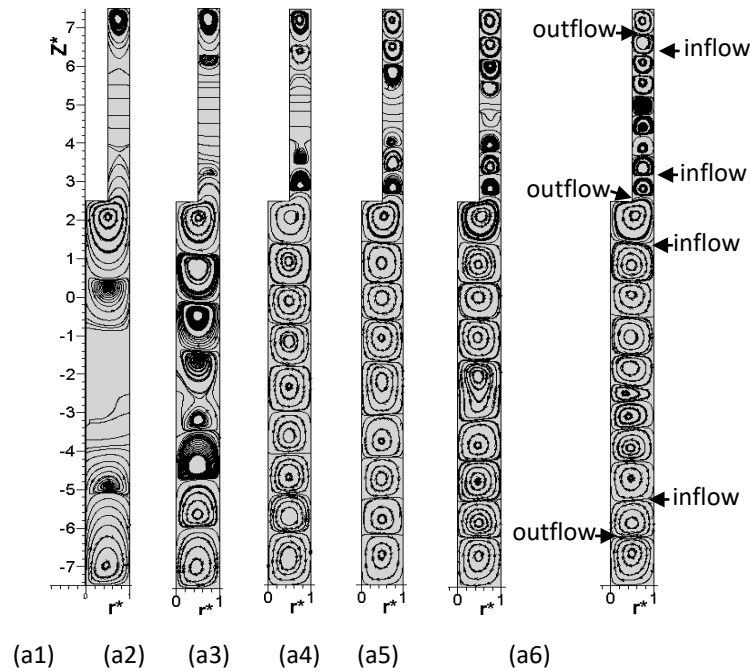 Z*
7
6
5
4
3
2
1
0
-1
-2
-3
-4
-5
-6
-7
outflow
inflow
inflow
outflow
inflow
inflow
outflow
0 r* 1
0 r* 1
0 r* 1
0 r* 1
0 r* 1
0 r* 1
(a1) (a2) (a3) (a4) (a5) (a6)